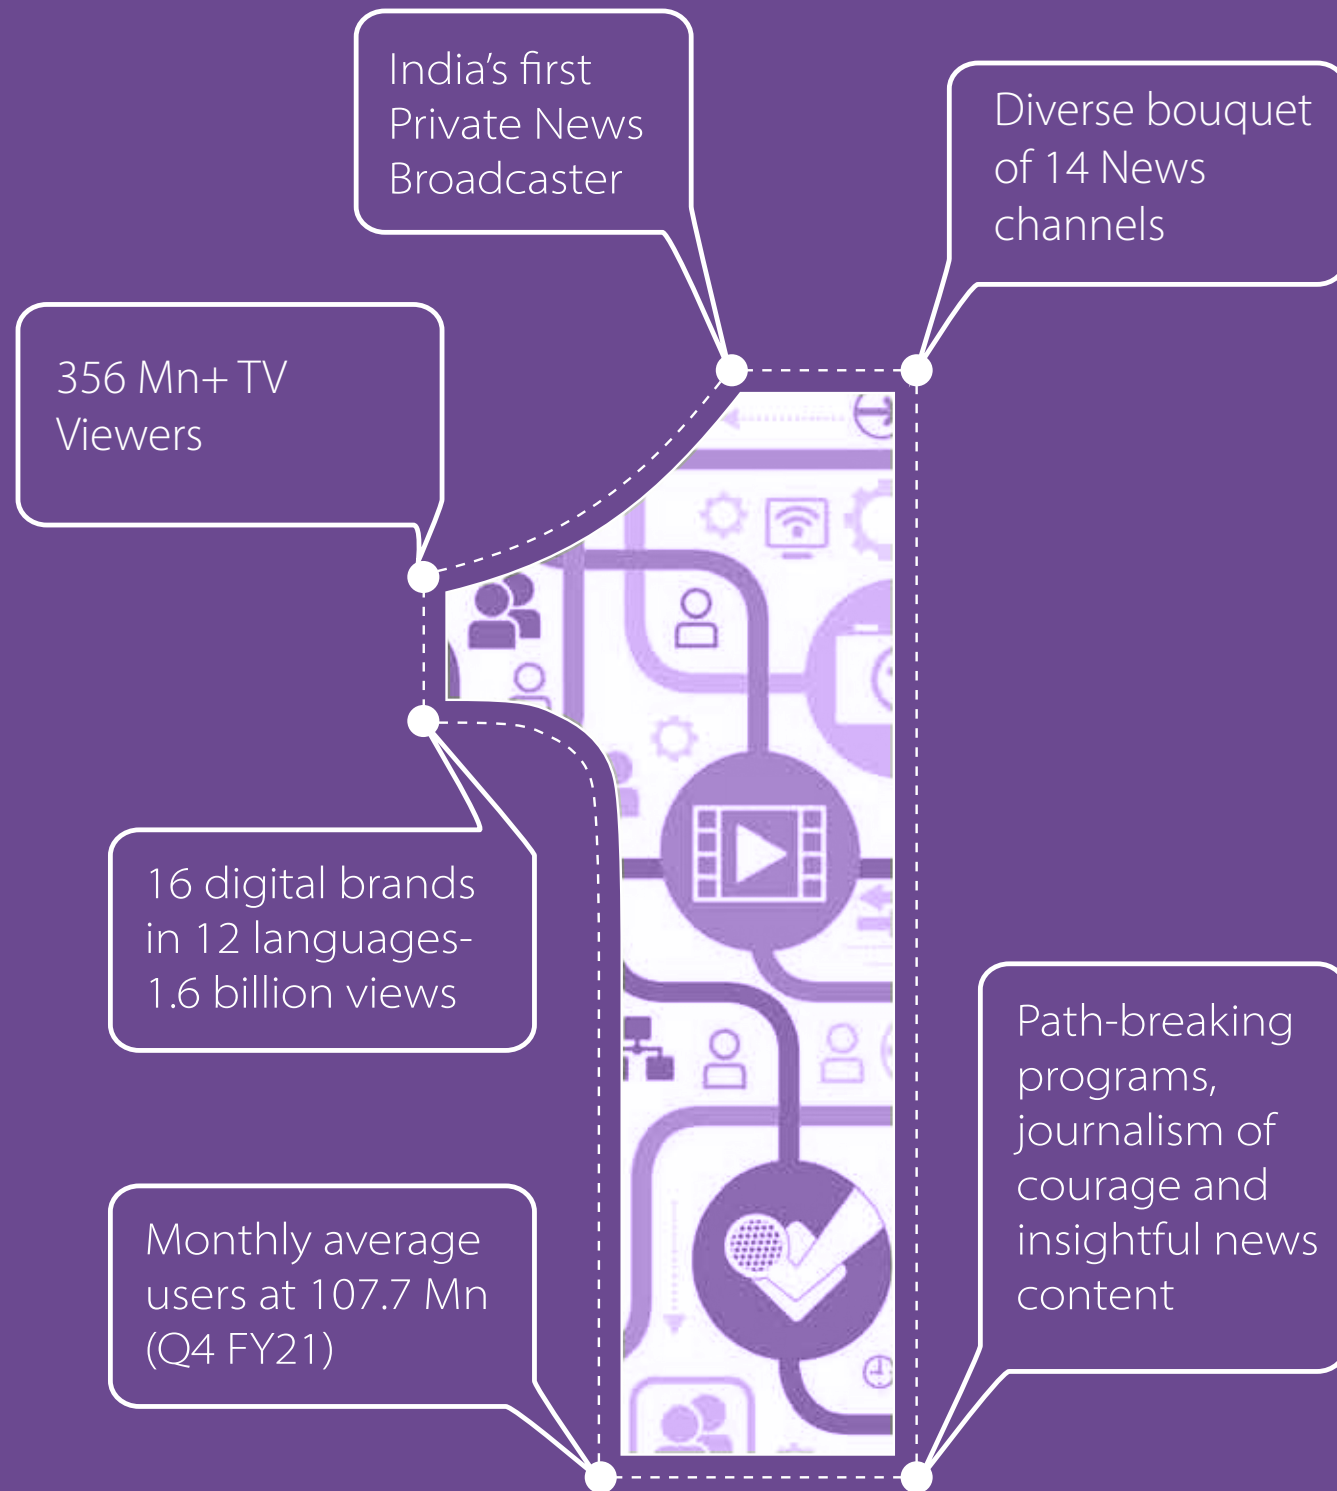 India’s first
Private News
Broadcaster
Diverse bouquet
of 14 News
channels
356 Mn+ TV
Viewers
16 digital brands
in 12 languages-
1.6 billion views
Path-breaking
programs,
journalism of
courage and
insightful news
content
Monthly average
users at 107.7 Mn
(Q4 FY21)